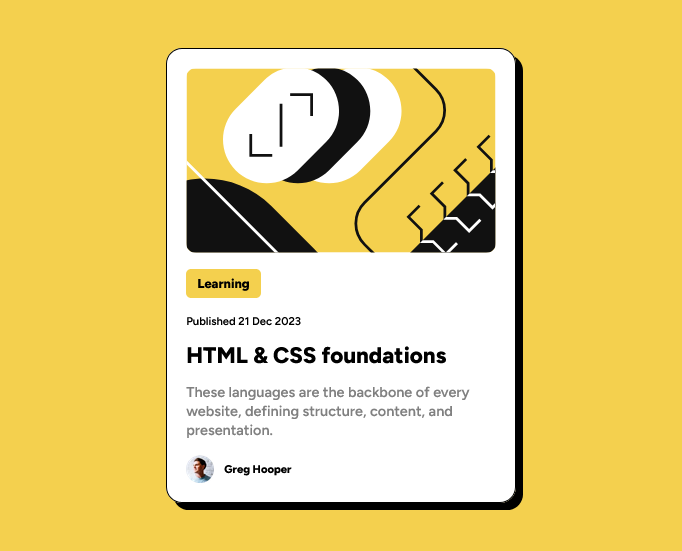 Learning
Published 21 Dec 2023
HTML & CSS foundations
These languages are the backbone of every
website, defining structure, content, and
presentation.
Greg Hooper